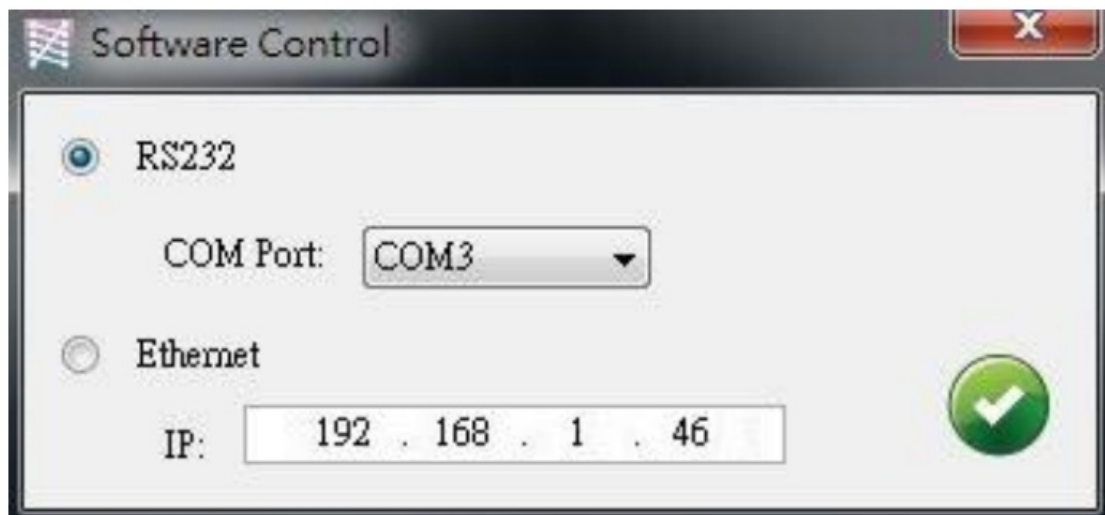 Software Control
RS232
COM Port: COM3
Ethernet
IP: 192 . 168 . 1 . 46